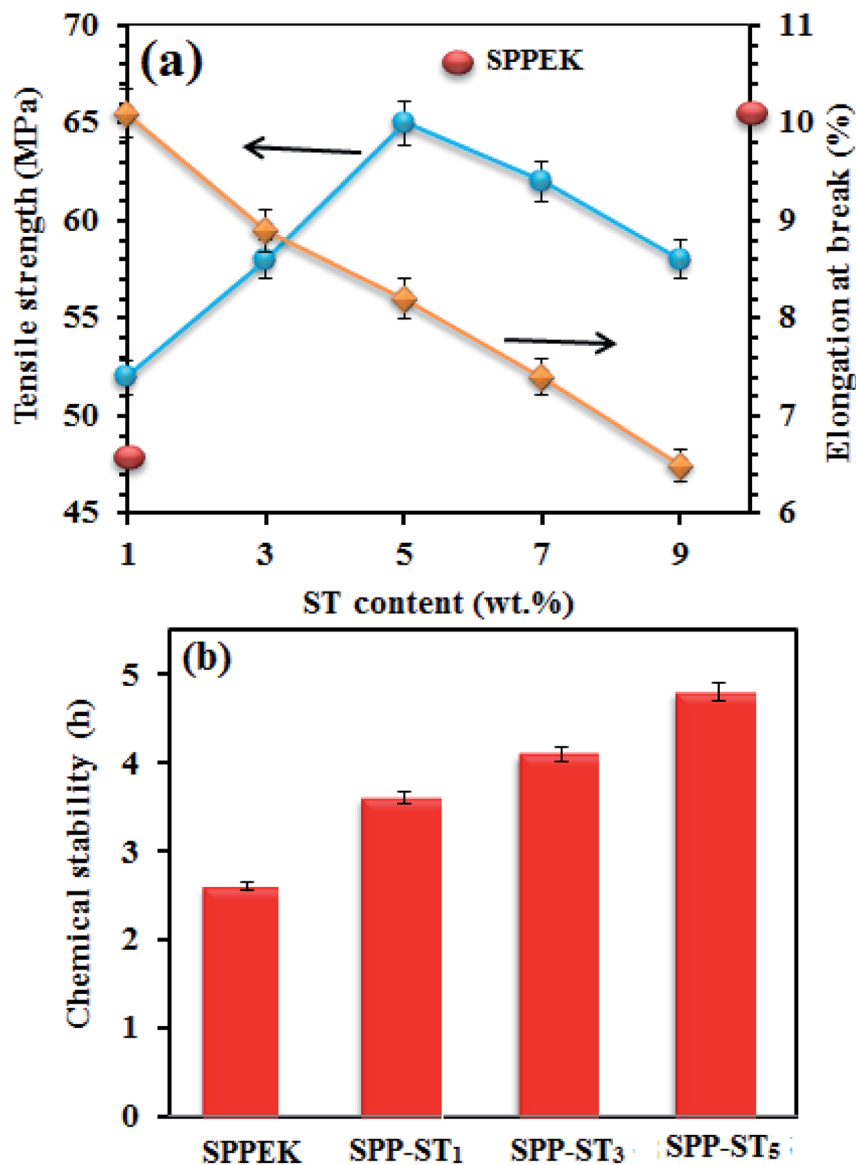 (a)
SPPEK
Tensile strength (MPa)
70
65
60
55
50
45
Elongation at break (%)
11
10
9
8
7
6
1 3 5 7 9
ST content (wt.%)
(b)
Chemical stability (h)
5
4
3
2
1
0
SPPEK SPP-ST₁ SPP-ST₃ SPP-ST₅